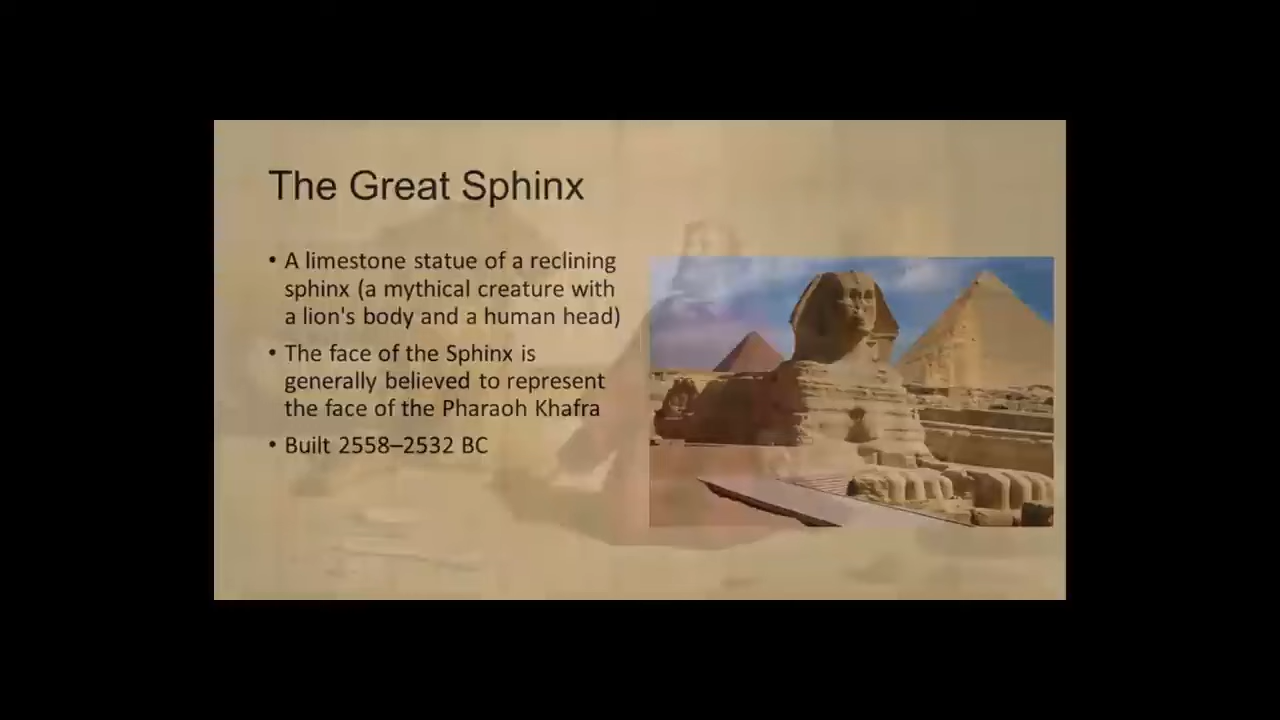 The Great Sphinx
• A limestone statue of a reclining
sphinx (a mythical creature with
a lion's body and a human head)
• The face of the Sphinx is
generally believed to represent
the face of the Pharaoh Khafra
• Built 2558–2532 BC